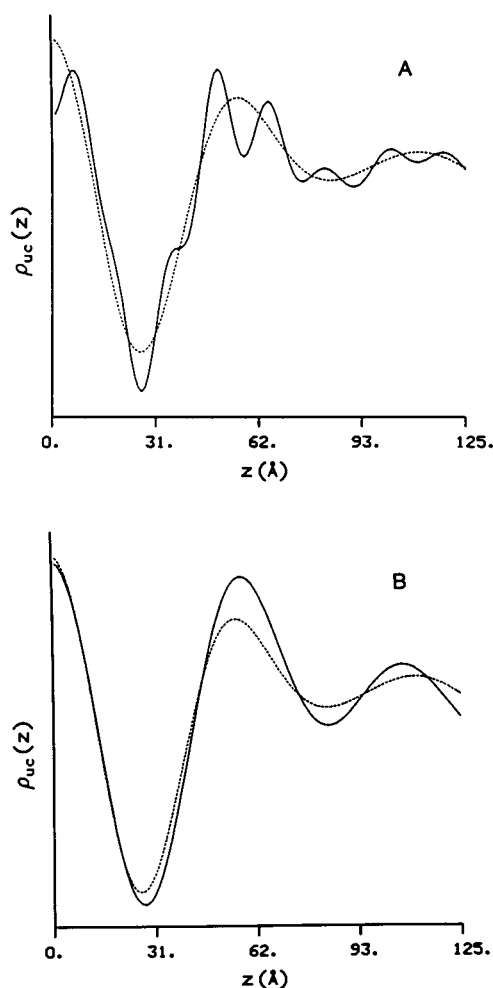 A
ρuc(z)
0. 31. 62. 93. 125.
z (Å)
B
ρuc(z)
0. 31. 62. 93. 125.
z (Å)